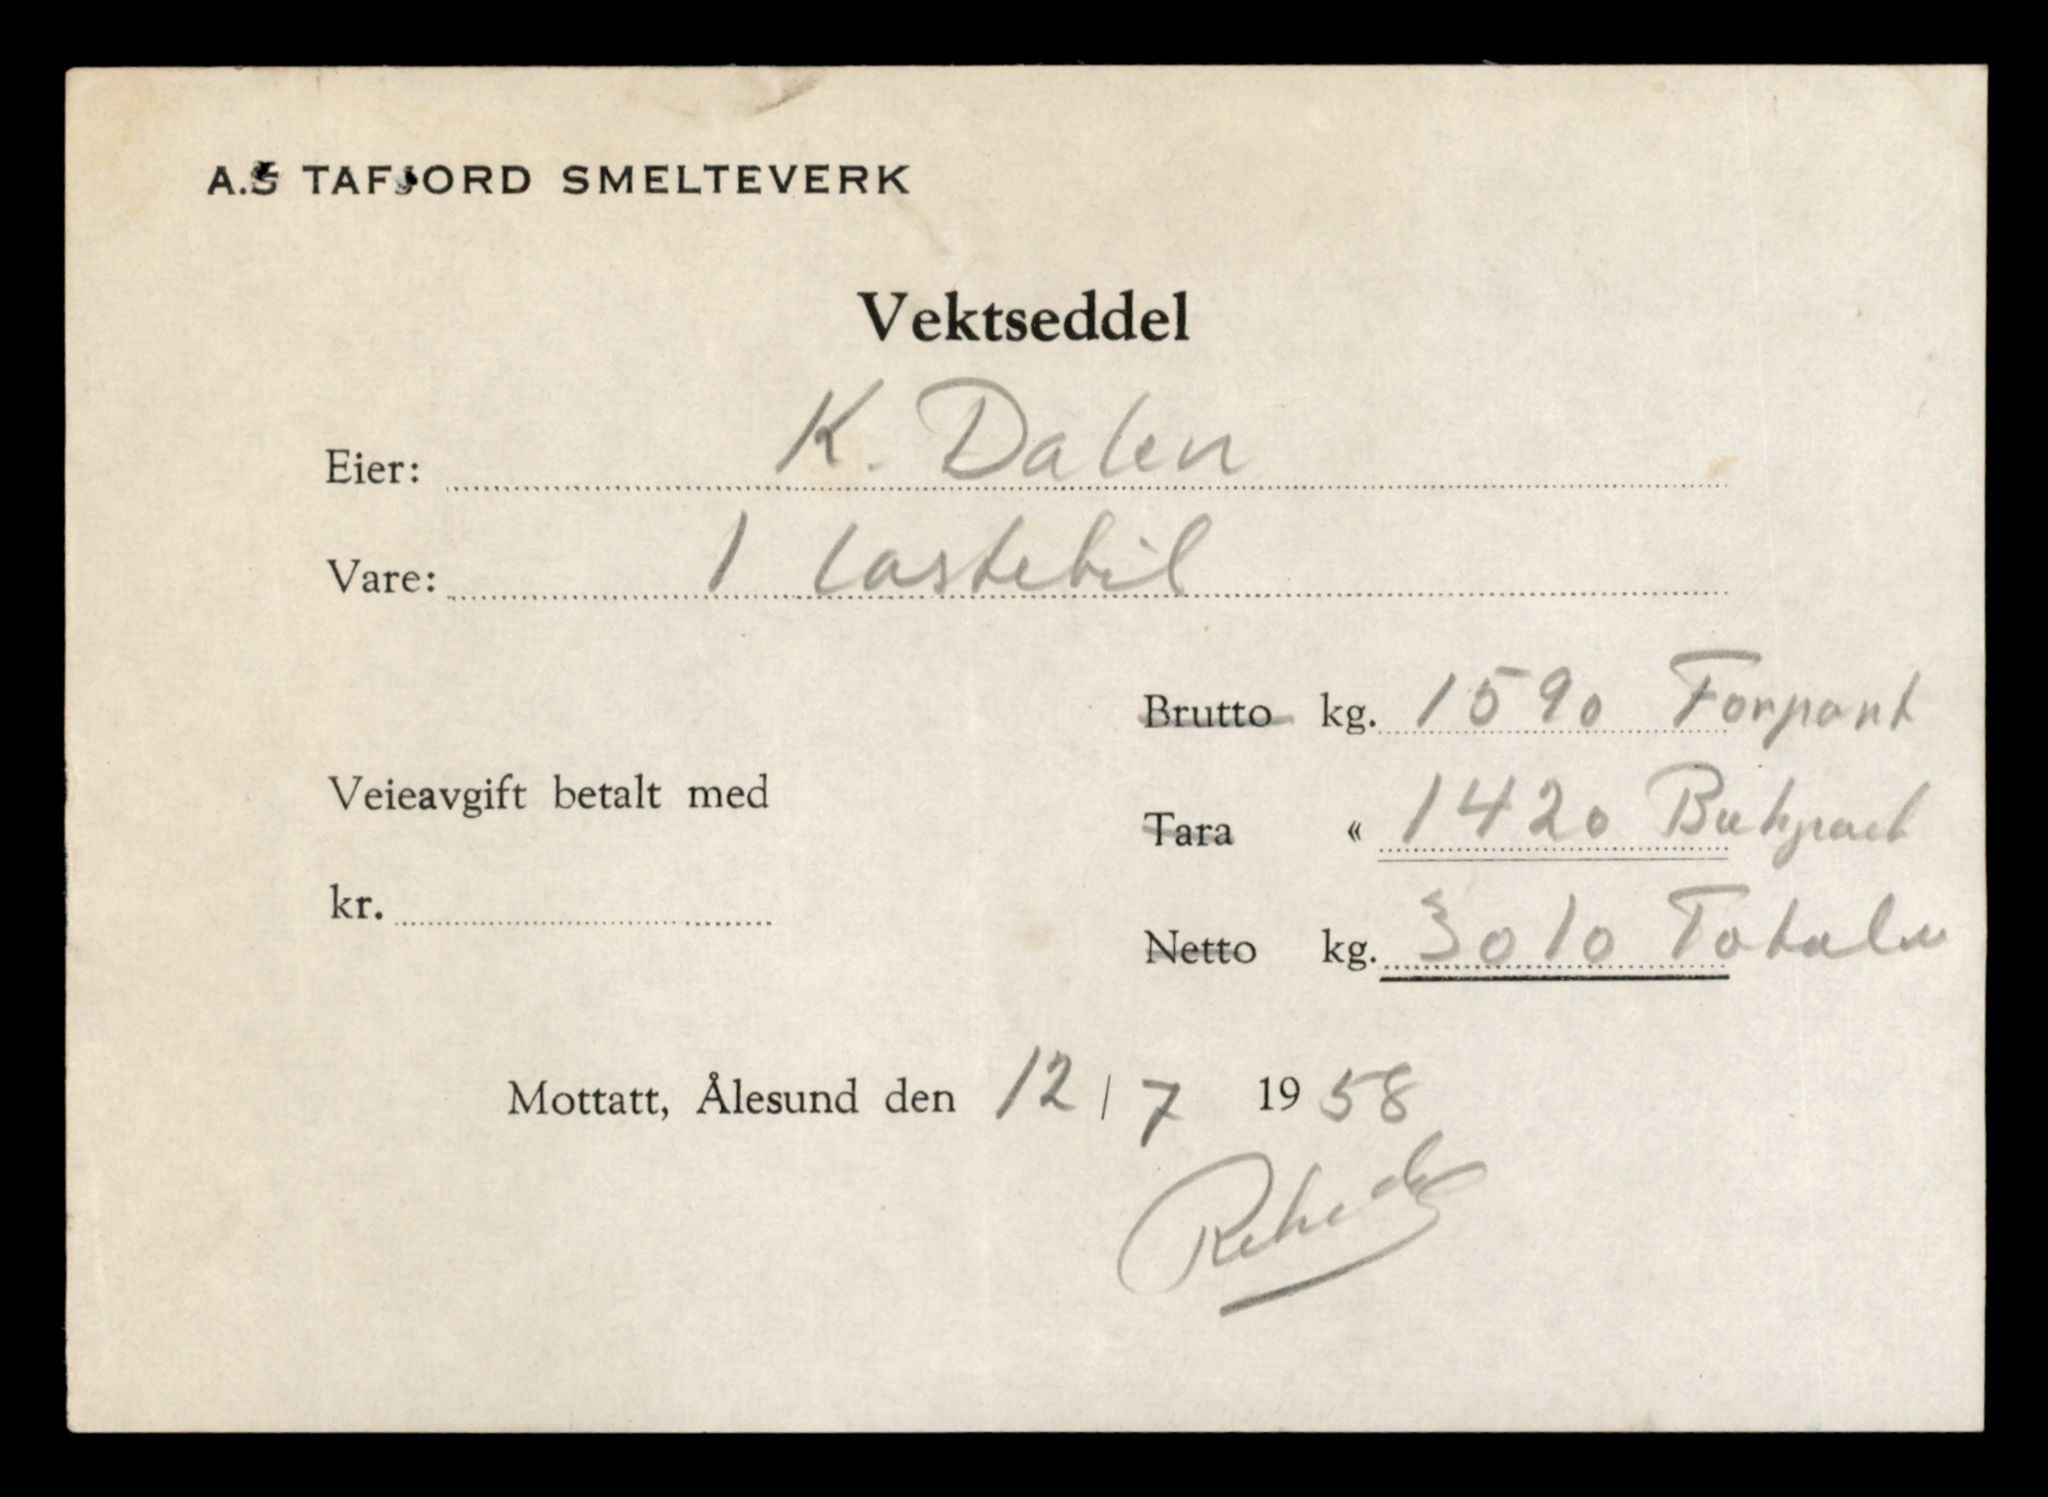 A.S TAFJORD SMELTEVERK
Vektseddel
Eier: K. Dalen
Vare: 1 Lastebil
Brutto kg. 1590 Forpart
Veieavgift betalt med
Tara « 1420 Bakpart
kr.
Netto kg. 3010 Totalv
Mottatt, Ålesund den 12/7 1958